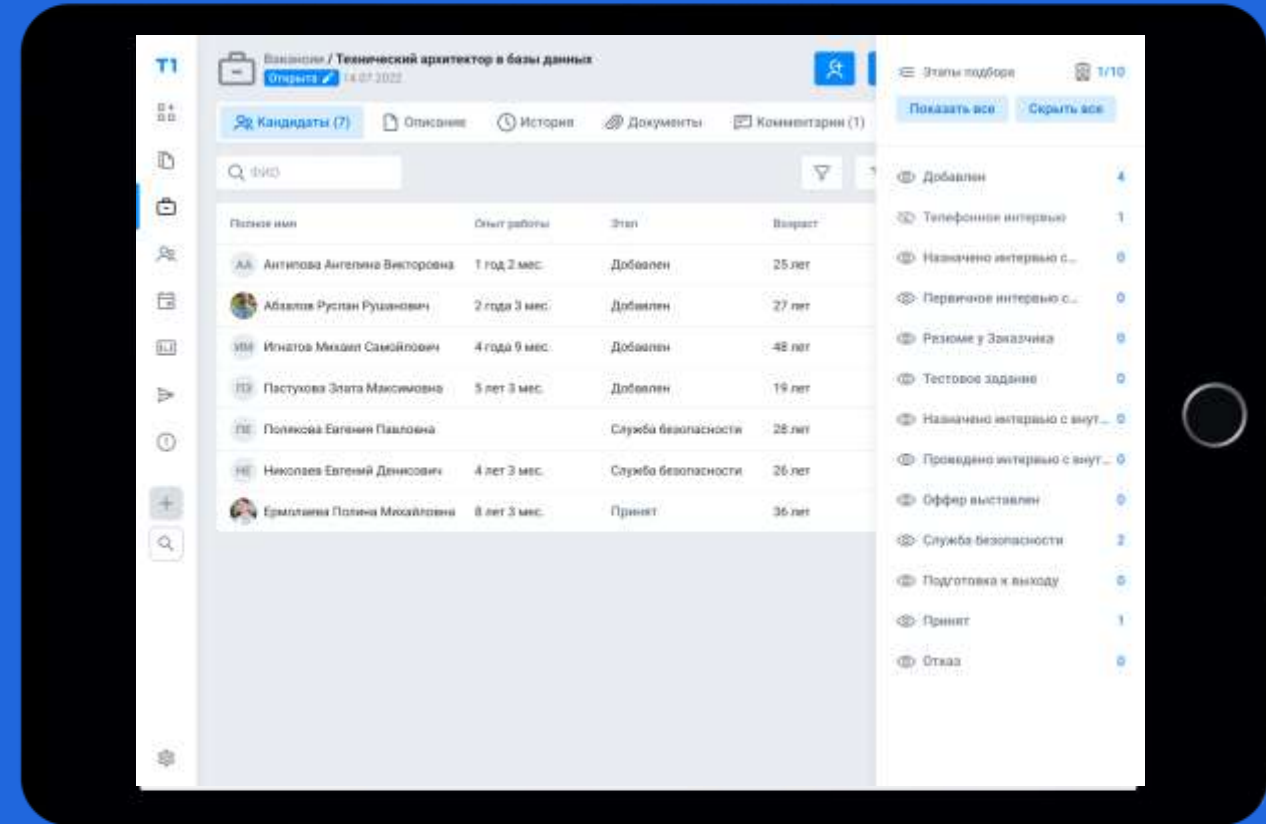 T1
Вакансии / Технический архитектор в базы данных
Открыта 14.07.2022
Кандидаты (7) Описание История Документы Комментарии (1)
ФИО
Полное имя Опыт работы Этап Возраст
АА Антипова Ангелина Викторовна 1 год 2 мес. Добавлен 25 лет
Руслан Рушанович 2 года 3 мес. Добавлен 27 лет
ИМ Игнатов Михаил Самойлович 4 года 9 мес. Добавлен 48 лет
ПЗ Пастухова Злата Максимовна 5 лет 3 мес. Добавлен 19 лет
ПЕ Полякова Евгения Павловна Служба безопасности 28 лет
НЕ Николаев Евгений Денисович 4 лет 3 мес. Служба безопасности 26 лет
Ермолаева Полина Михайловна 8 лет 3 мес. Принят 36 лет
Этапы подбора 1/10
Показать все Скрыть все
Добавлен 4
Телефонное интервью 1
Назначено интервью с... 0
Первичное интервью с... 0
Резюме у Заказчика 0
Тестовое задание 0
Назначено интервью с внут... 0
Проведено интервью с внут... 0
Оффер выставлен 0
Служба безопасности 2
Подготовка к выходу 0
Принят 1
Отказ 0